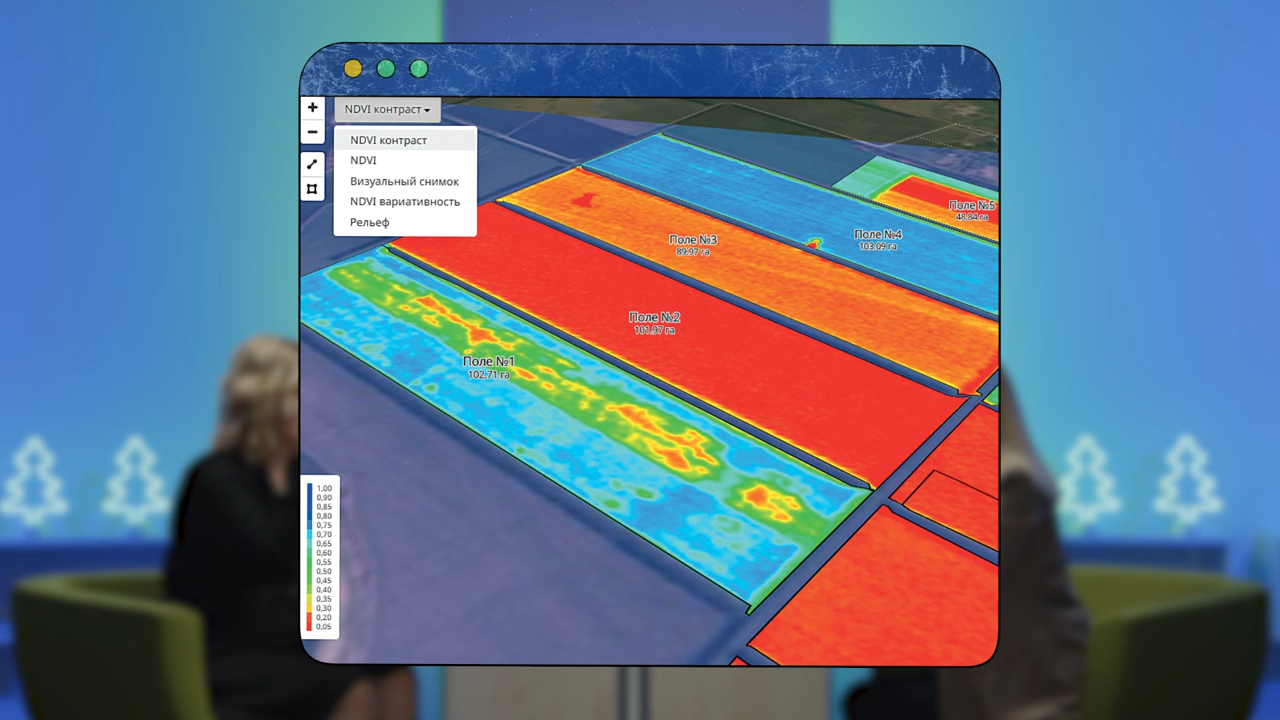 +
NDVI контраст
−
NDVI контраст
NDVI
Визуальный снимок
NDVI вариативность
Рельеф
Поле №5
48.84 га
Поле №4
103.09 га
Поле №3
89.97 га
Поле №2
101.97 га
Поле №1
102.71 га
1,00
0,90
0,85
0,80
0,75
0,70
0,65
0,60
0,55
0,50
0,45
0,40
0,35
0,30
0,20
0,05